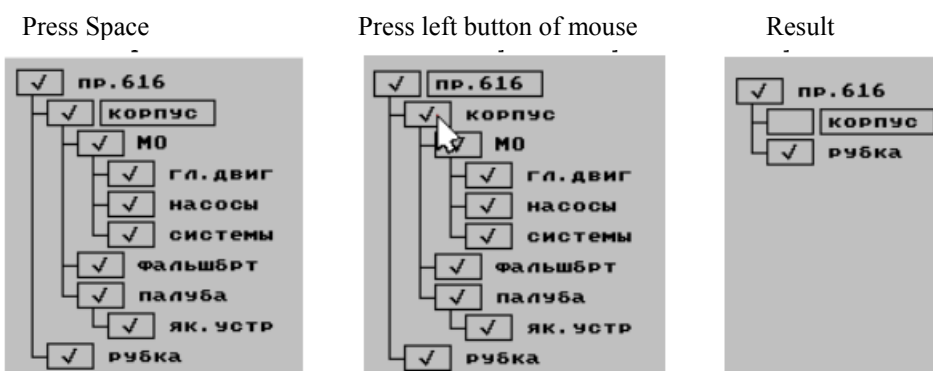 Press Space
Press left button of mouse
Result
пр.616
корпус
МО
гл.двиг
насосы
системы
фальшбрт
палуба
як.устр
рубка
пр.616
корпус
МО
гл.двиг
насосы
системы
фальшбрт
палуба
як.устр
рубка
пр.616
корпус
рубка